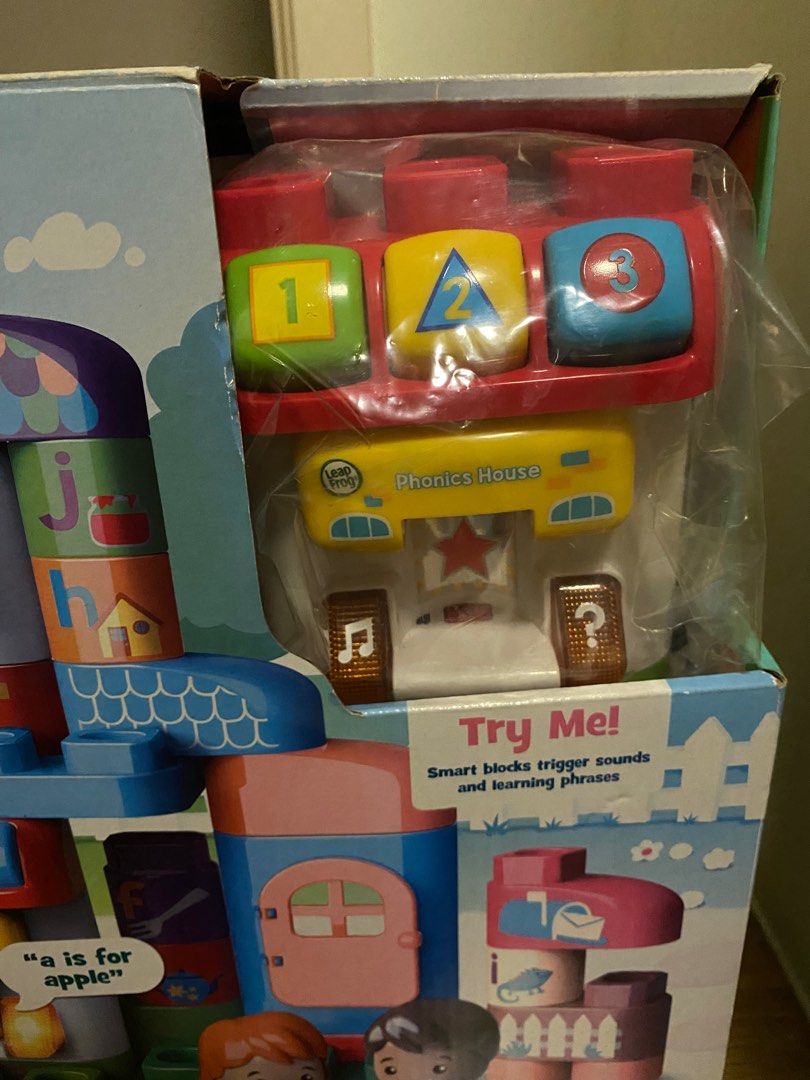 1 2 3
Leap
Frog
Phonics House
?
j
h
Try Me!
Smart blocks trigger sounds
and learning phrases
f
"a is for
apple"
i